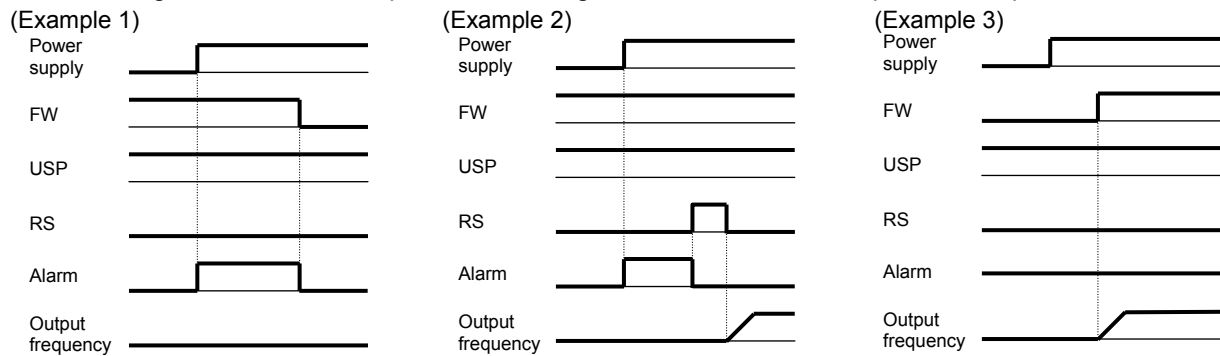 (Example 1)
Power
supply
FW
USP
RS
Alarm
Output
frequency
(Example 2)
Power
supply
FW
USP
RS
Alarm
Output
frequency
(Example 3)
Power
supply
FW
USP
RS
Alarm
Output
frequency